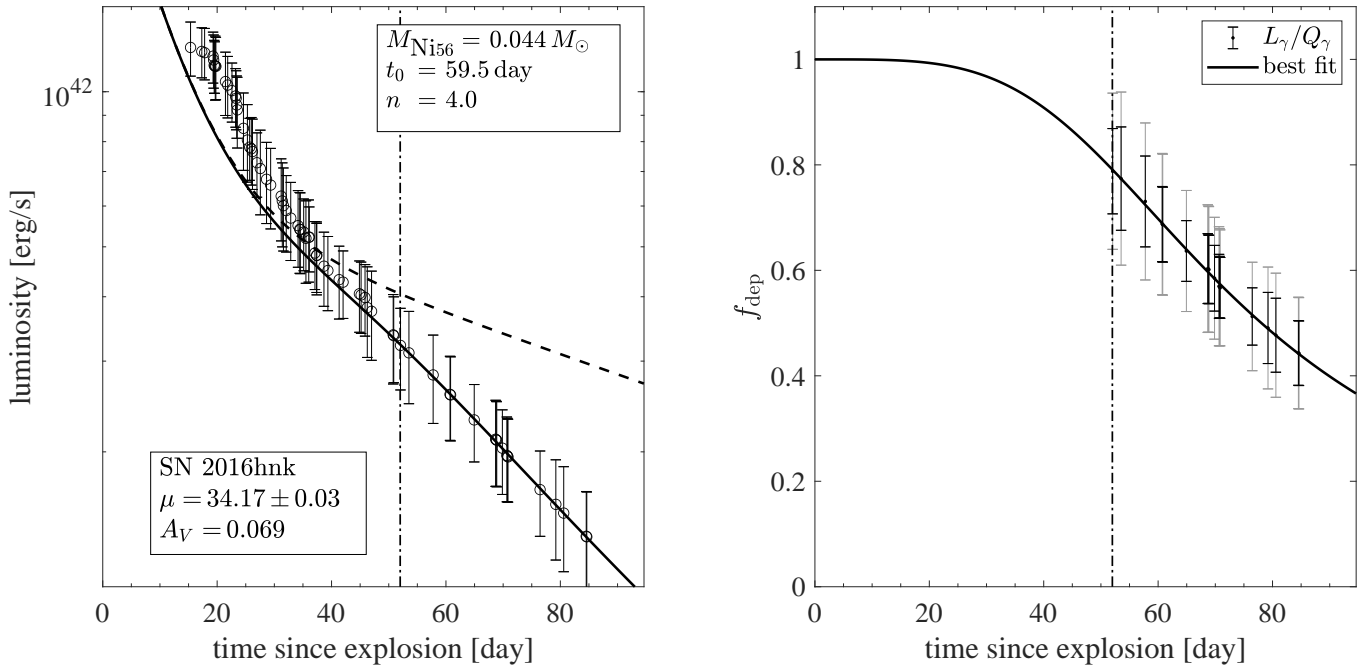 M_Ni56 = 0.044 M_⊙
t_0 = 59.5 day
n = 4.0
10^42
luminosity [erg/s]
SN 2016hnk
μ = 34.17 ± 0.03
A_V = 0.069
0 20 40 60 80
time since explosion [day]
L_γ/Q_γ
best fit
1
0.8
0.6
0.4
0.2
0
f_dep
0 20 40 60 80
time since explosion [day]